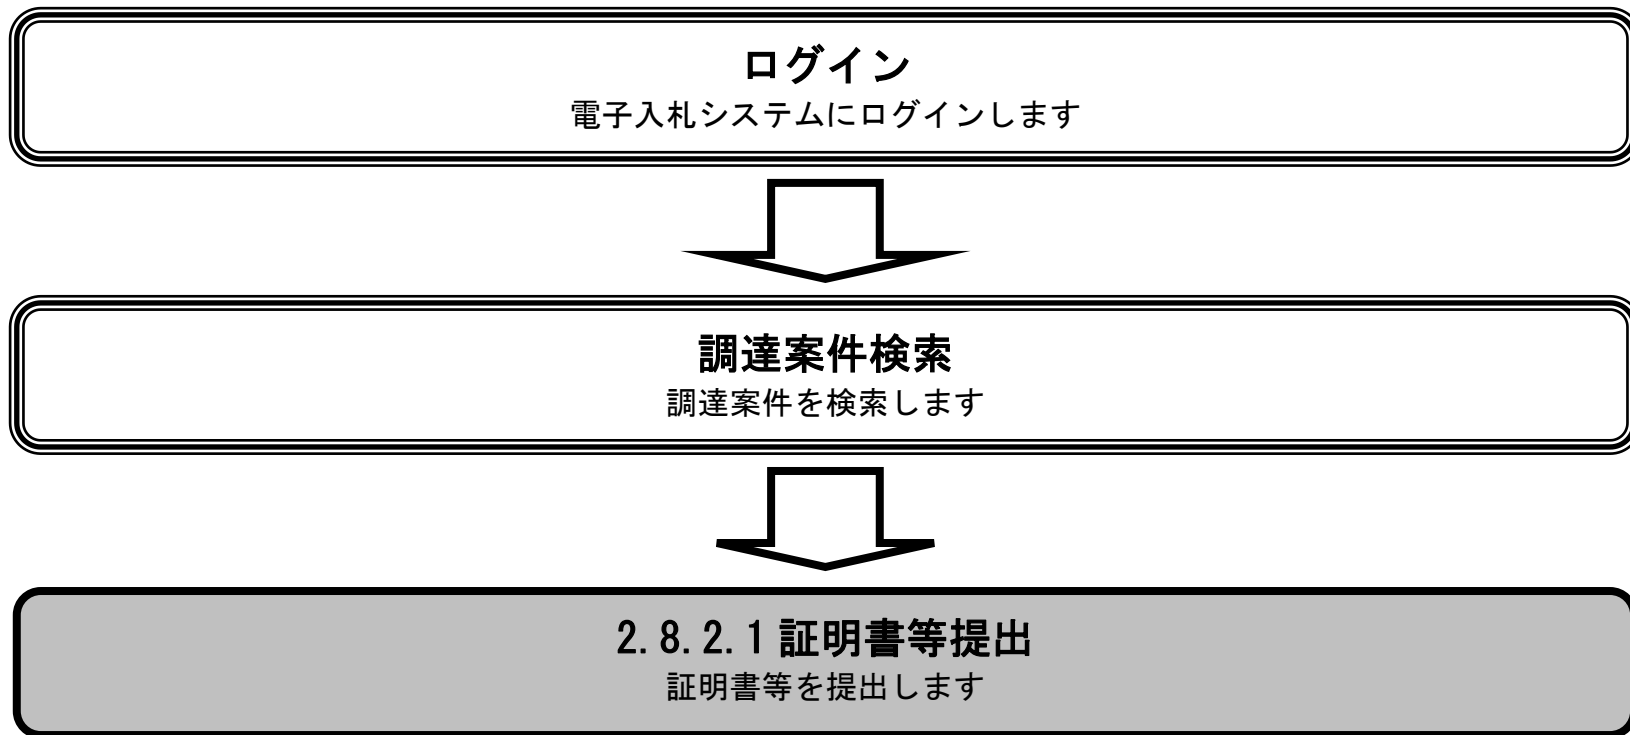 ログイン
電子入札システムにログインします
調達案件検索
調達案件を検索します
2.8.2.1 証明書等提出
証明書等を提出します